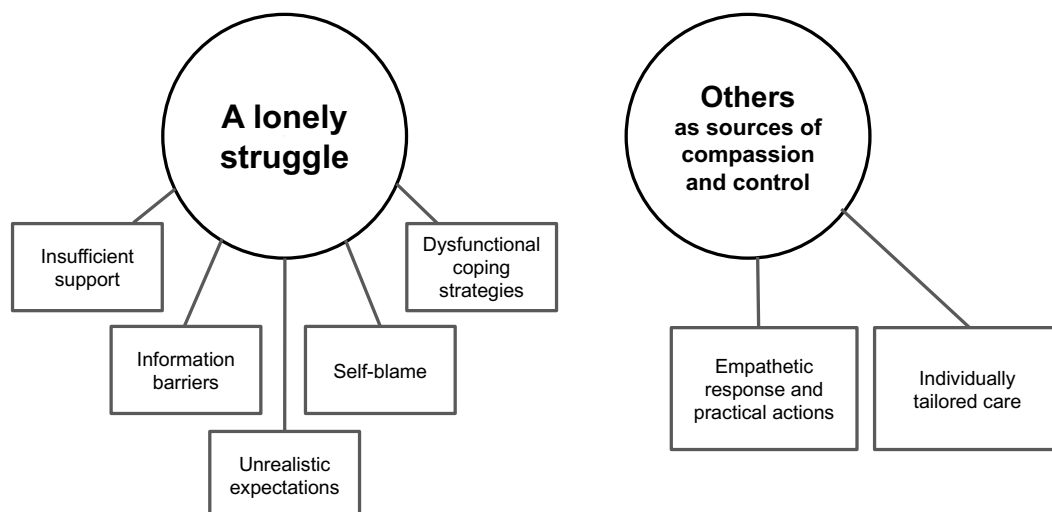 A lonely
struggle
Insufficient
support
Information
barriers
Unrealistic
expectations
Self-blame
Dysfunctional
coping
strategies
Others
as sources of
compassion
and control
Empathetic
response and
practical actions
Individually
tailored care